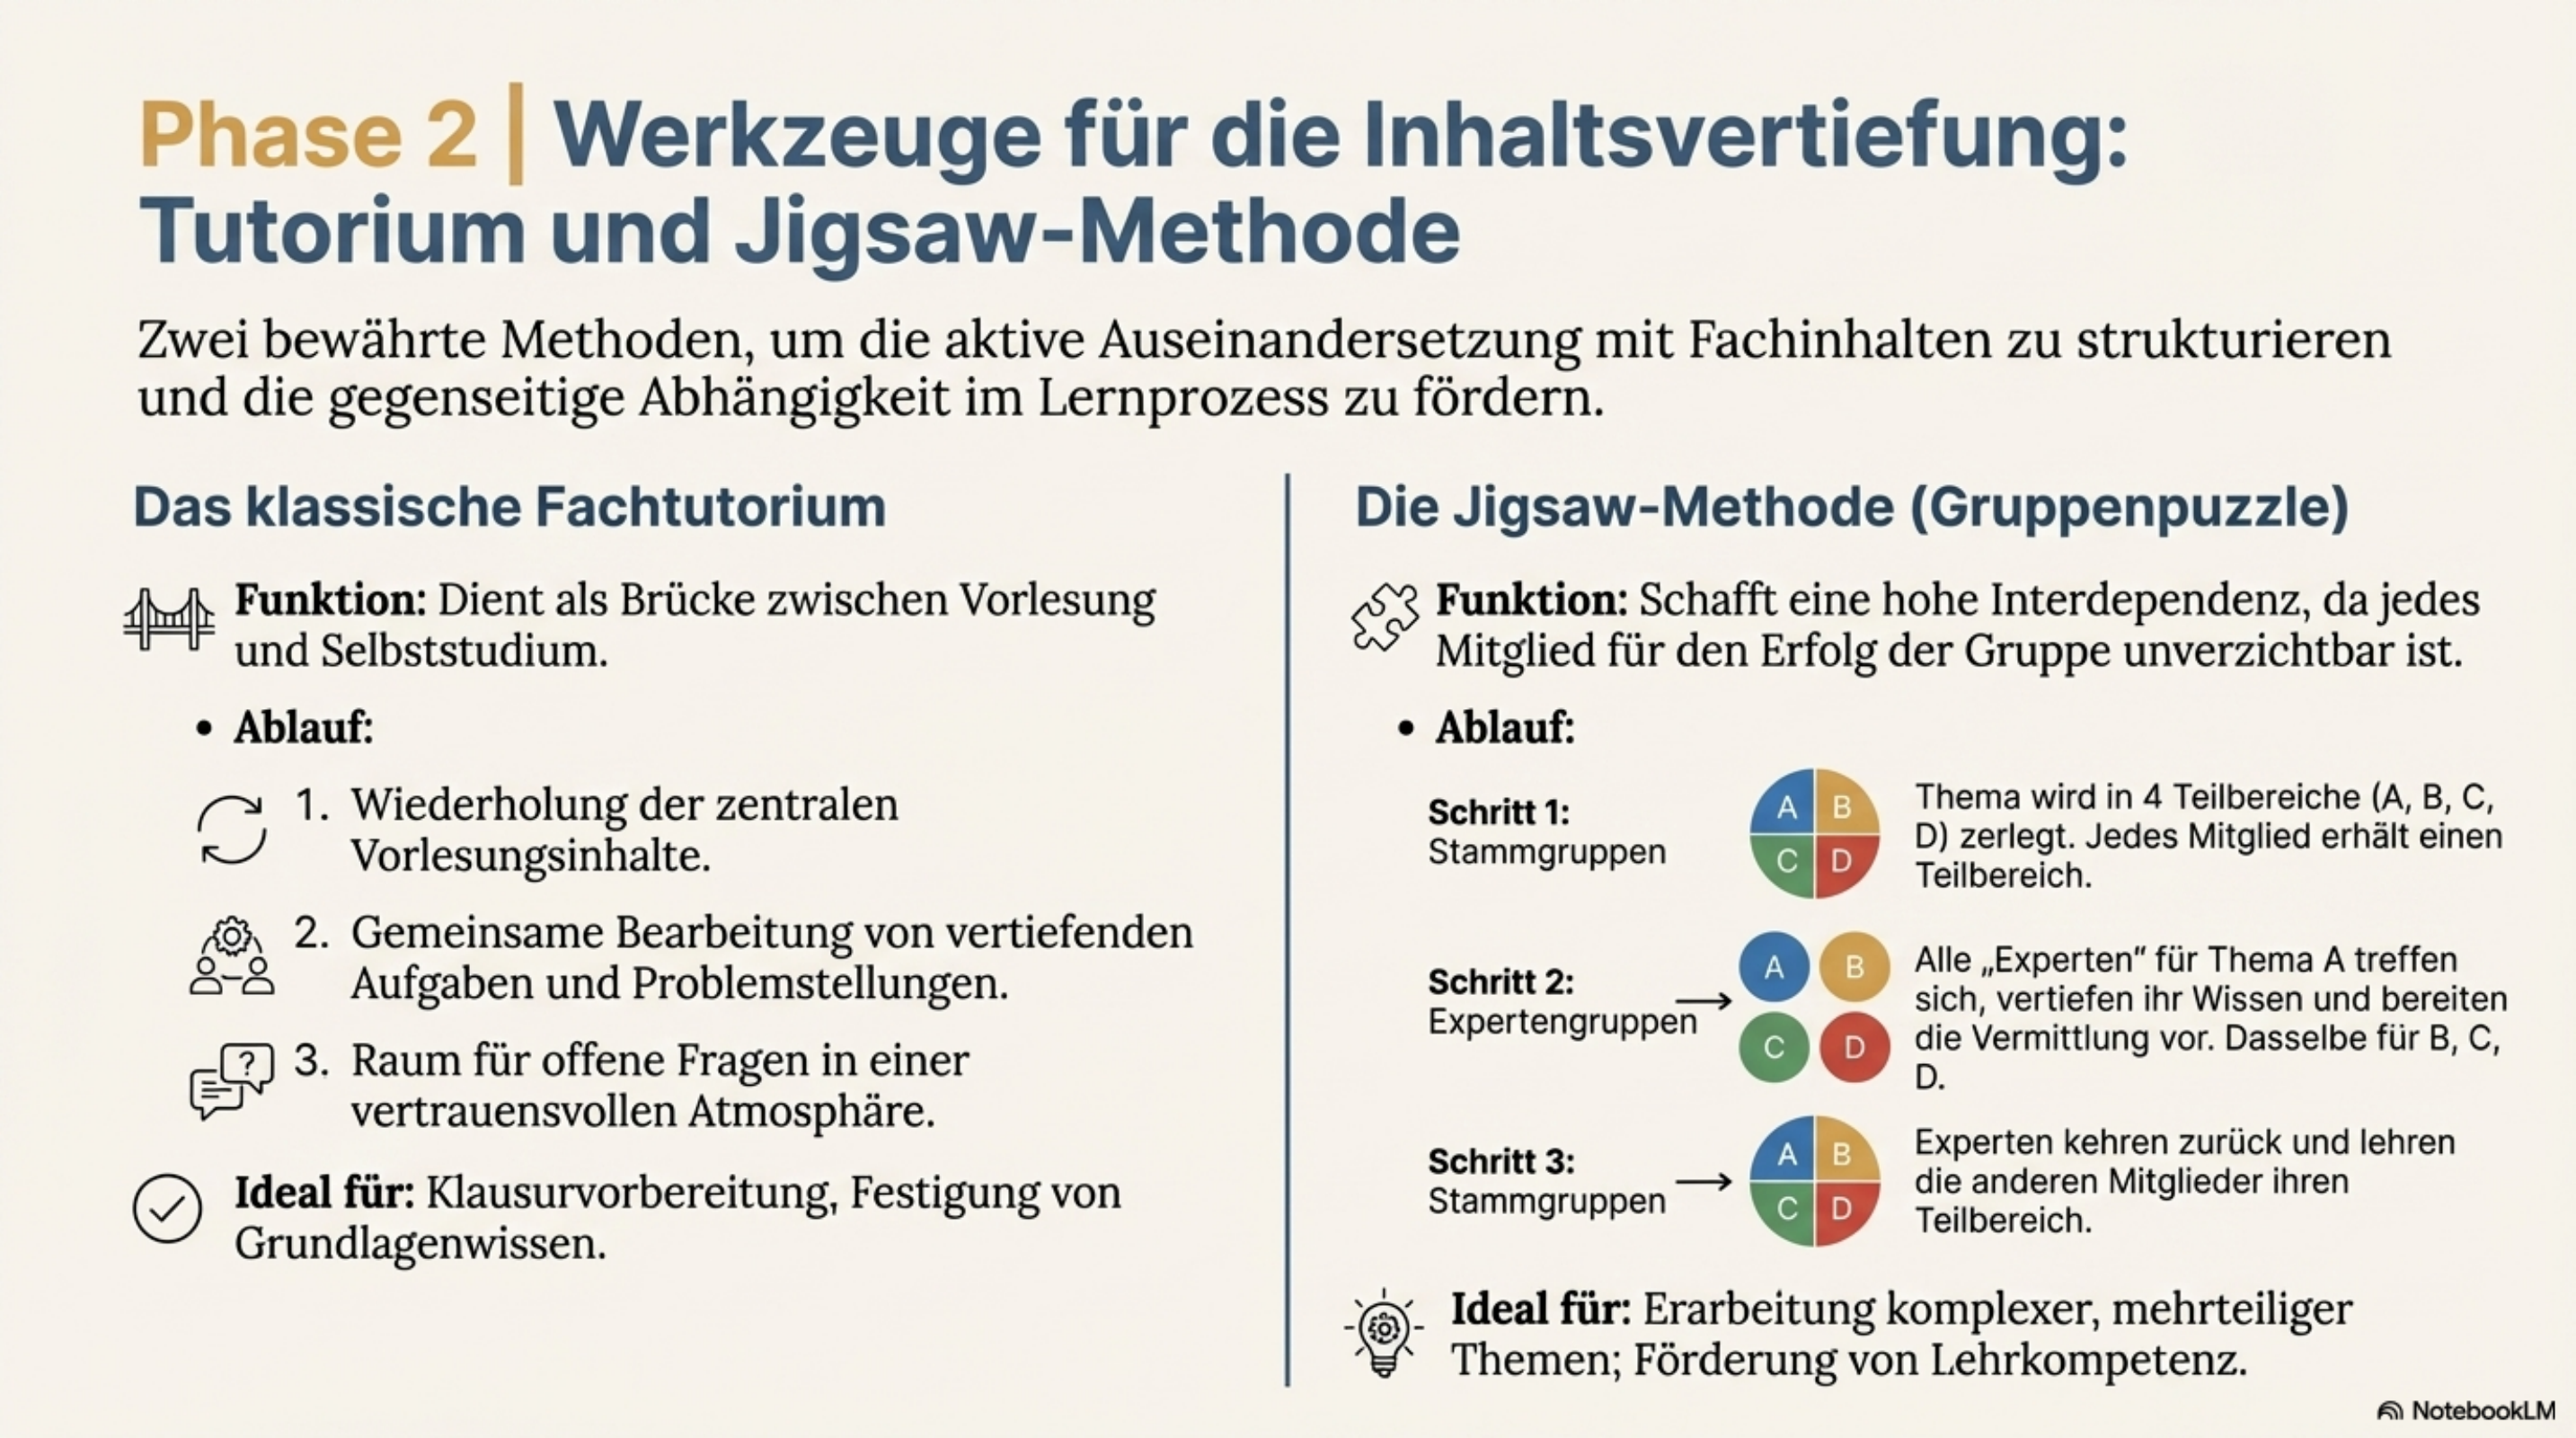 Phase 2 | Werkzeuge für die Inhaltsvertiefung:
Tutorium und Jigsaw-Methode
Zwei bewährte Methoden, um die aktive Auseinandersetzung mit Fachinhalten zu strukturieren
und die gegenseitige Abhängigkeit im Lernprozess zu fördern.
Das klassische Fachtutorium
Funktion: Dient als Brücke zwischen Vorlesung
und Selbststudium.
• Ablauf:
1. Wiederholung der zentralen
Vorlesungsinhalte.
2. Gemeinsame Bearbeitung von vertiefenden
Aufgaben und Problemstellungen.
?
3. Raum für offene Fragen in einer
vertrauensvollen Atmosphäre.
Ideal für: Klausurvorbereitung, Festigung von
Grundlagenwissen.
Die Jigsaw-Methode (Gruppenpuzzle)
Funktion: Schafft eine hohe Interdependenz, da jedes
Mitglied für den Erfolg der Gruppe unverzichtbar ist.
• Ablauf:
Schritt 1:
Stammgruppen
A B
C D
Thema wird in 4 Teilbereiche (A, B, C,
D) zerlegt. Jedes Mitglied erhält einen
Teilbereich.
Schritt 2:
Expertengruppen
A B
C D
Alle „Experten“ für Thema A treffen
sich, vertiefen ihr Wissen und bereiten
die Vermittlung vor. Dasselbe für B, C,
D.
Schritt 3:
Stammgruppen
A B
C D
Experten kehren zurück und lehren
die anderen Mitglieder ihren
Teilbereich.
Ideal für: Erarbeitung komplexer, mehrteiliger
Themen; Förderung von Lehrkompetenz.
NotebookLM